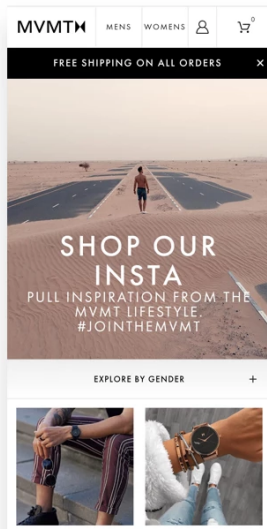 MVMT MENS WOMENS 0
FREE SHIPPING ON ALL ORDERS ×
SHOP OUR
INSTA
PULL INSPIRATION FROM THE
MVMT LIFESTYLE.
#JOINTHEMVMT
EXPLORE BY GENDER +